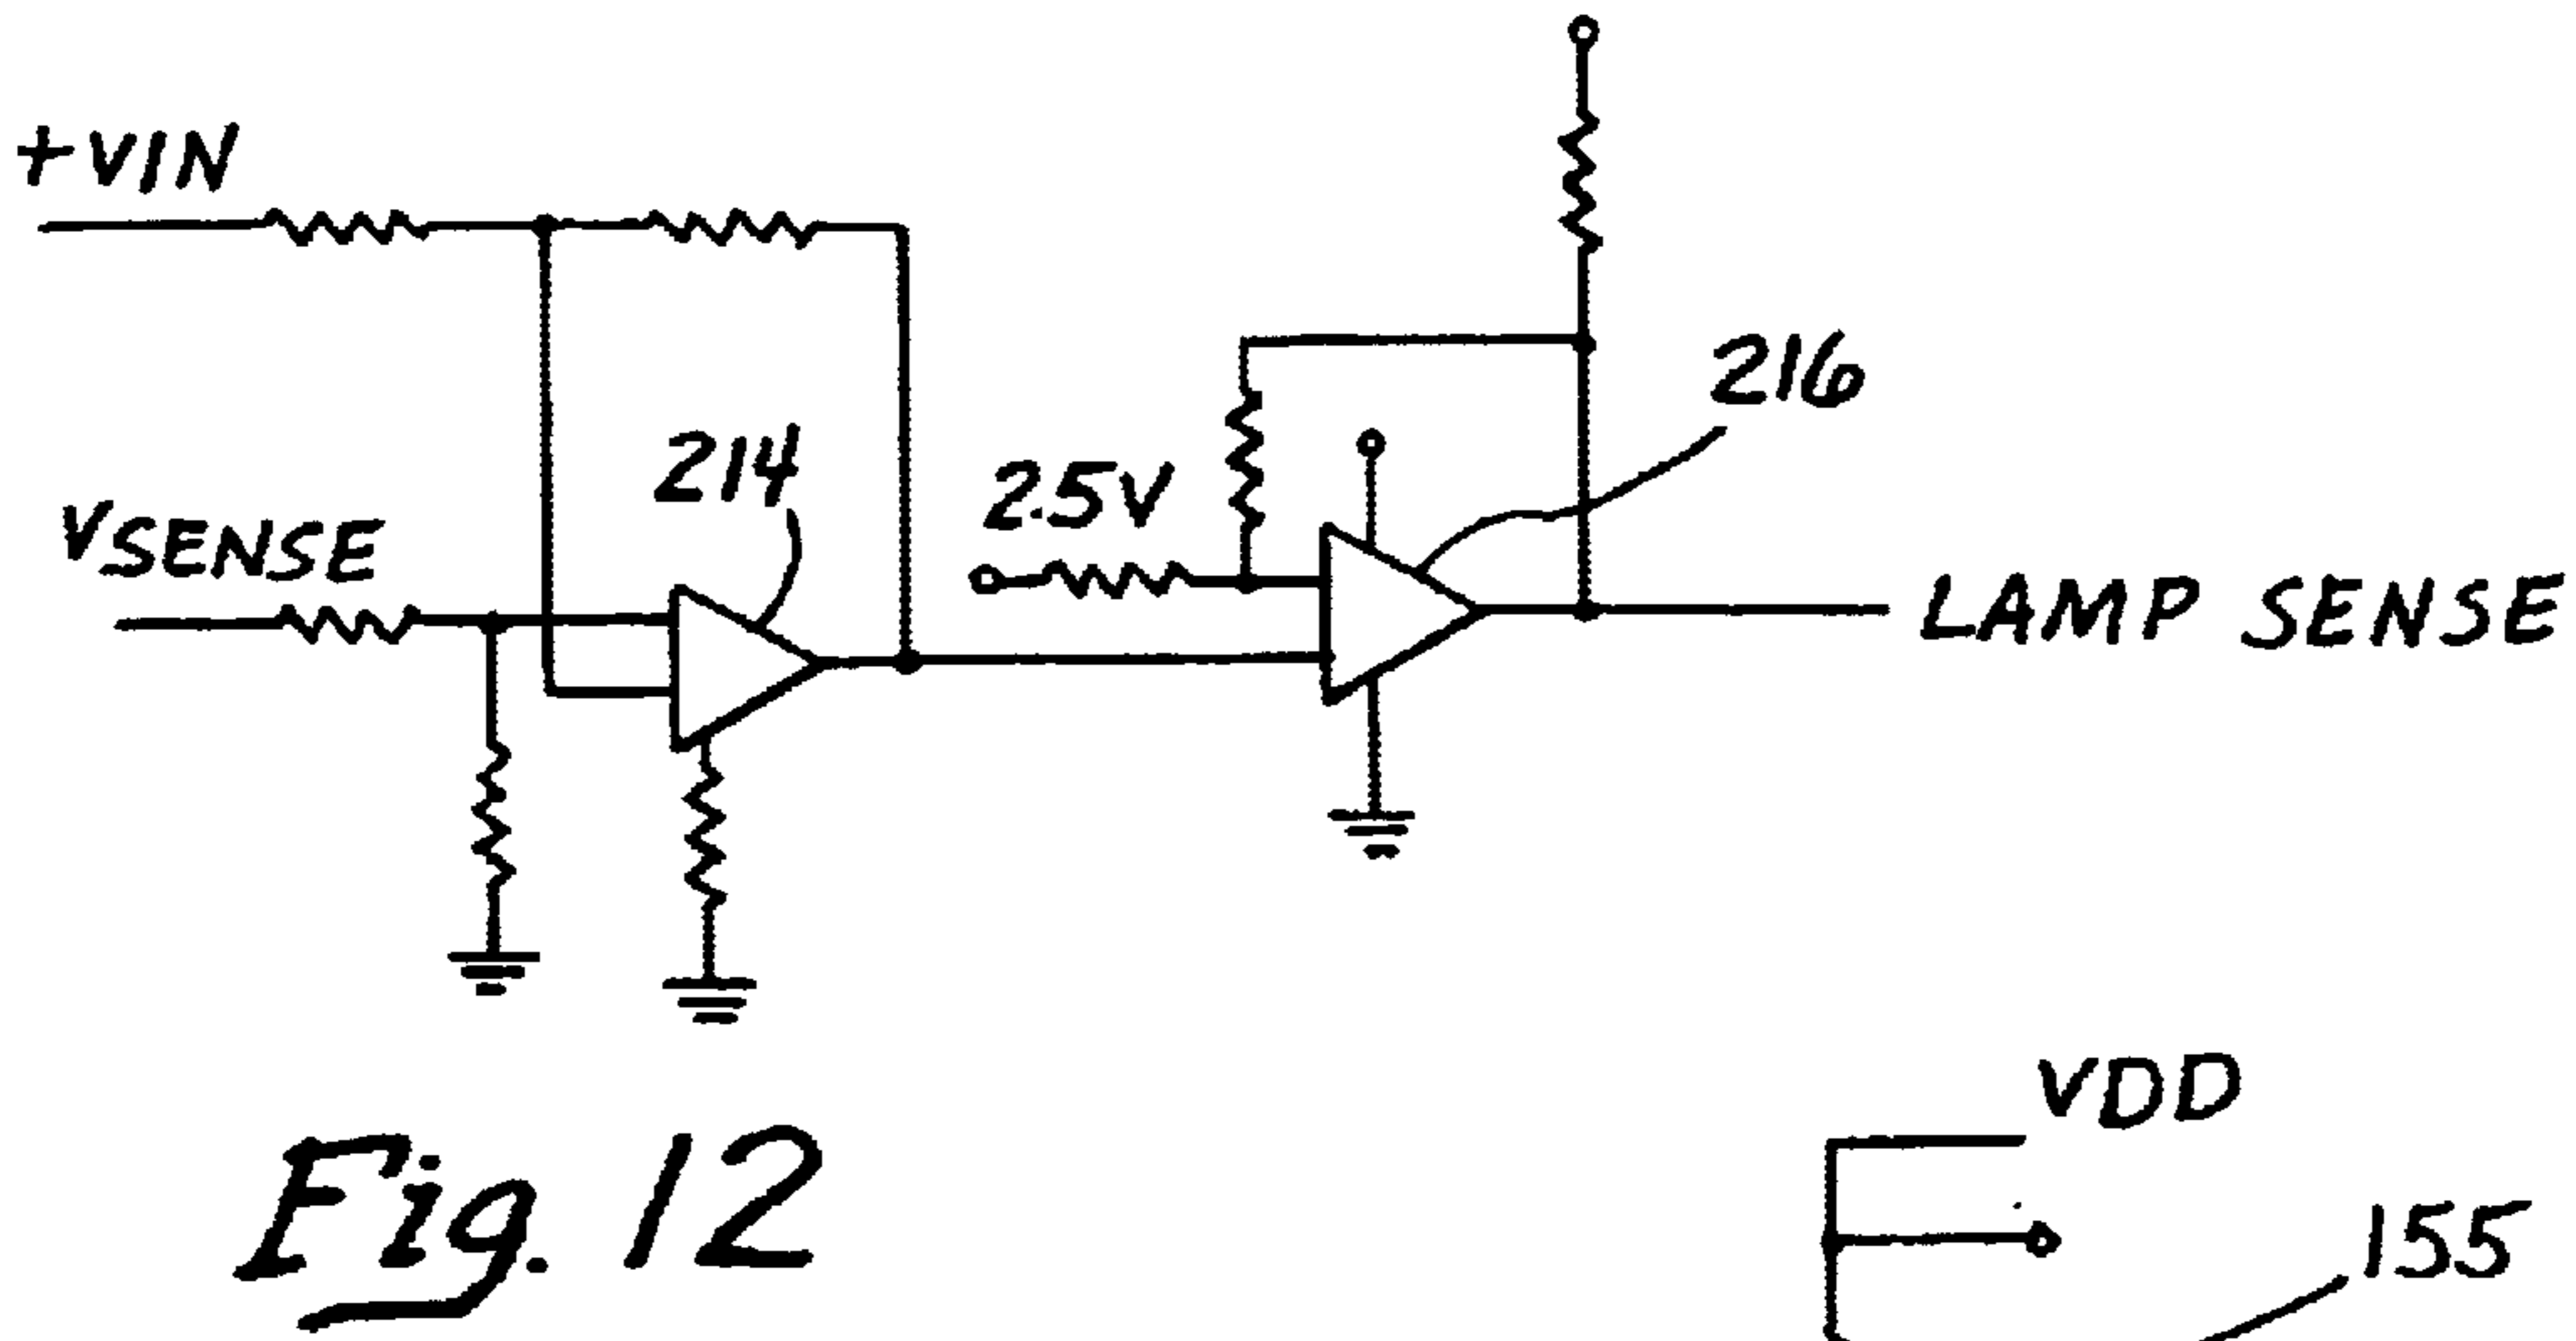 +VIN
216
214
2.5V
VSENSE
LAMP SENSE
VDD
Fig. 12
155